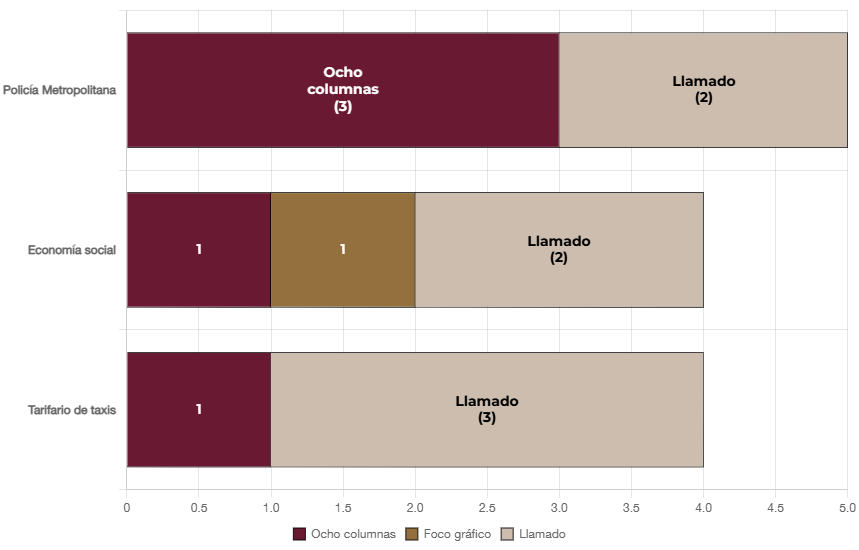 Ocho
columnas
(3)
Llamado
(2)
Policía Metropolitana
1
1
Llamado
(2)
Economía social
1
Llamado
(3)
Tarifario de taxis
0 0.5 1.0 1.5 2.0 2.5 3.0 3.5 4.0 4.5 5.0
Ocho columnas Foco gráfico Llamado